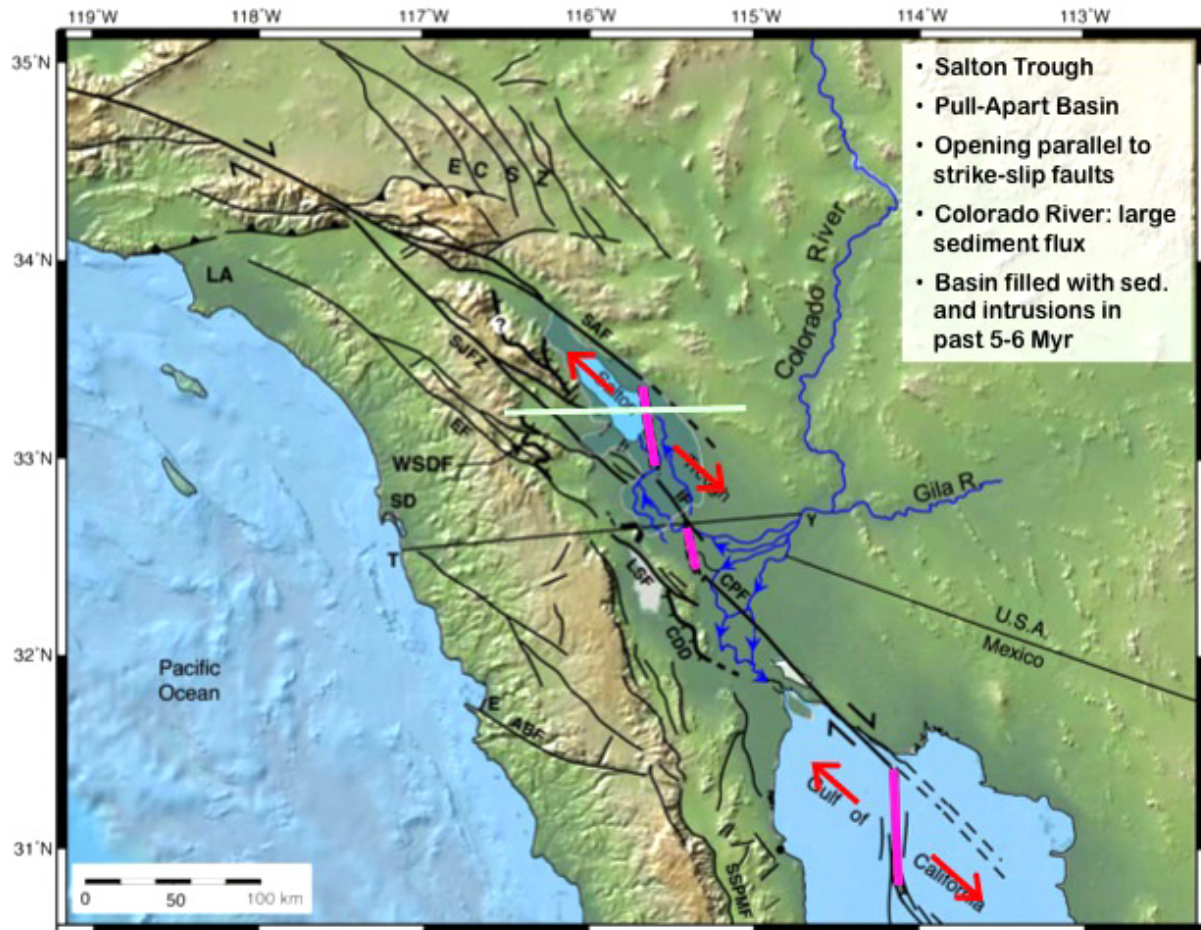 119°W 118°W 117°W 116°W 115°W 114°W 113°W
35°N
34°N
33°N
32°N
31°N
• Salton Trough
• Pull-Apart Basin
• Opening parallel to
strike-slip faults
• Colorado River: large
sediment flux
• Basin filled with sed.
and intrusions in
past 5-6 Myr
E C S Z
Colorado River
LA
SAF
?
SJFZ
Salton
EF
WSDF
Trough
SD
IF
Gila R.
Y
T
LSF
CPF
U.S.A.
Mexico
CDD
Pacific
Ocean
E
ABF
Gulf of
California
SSPMF
0 50 100 km